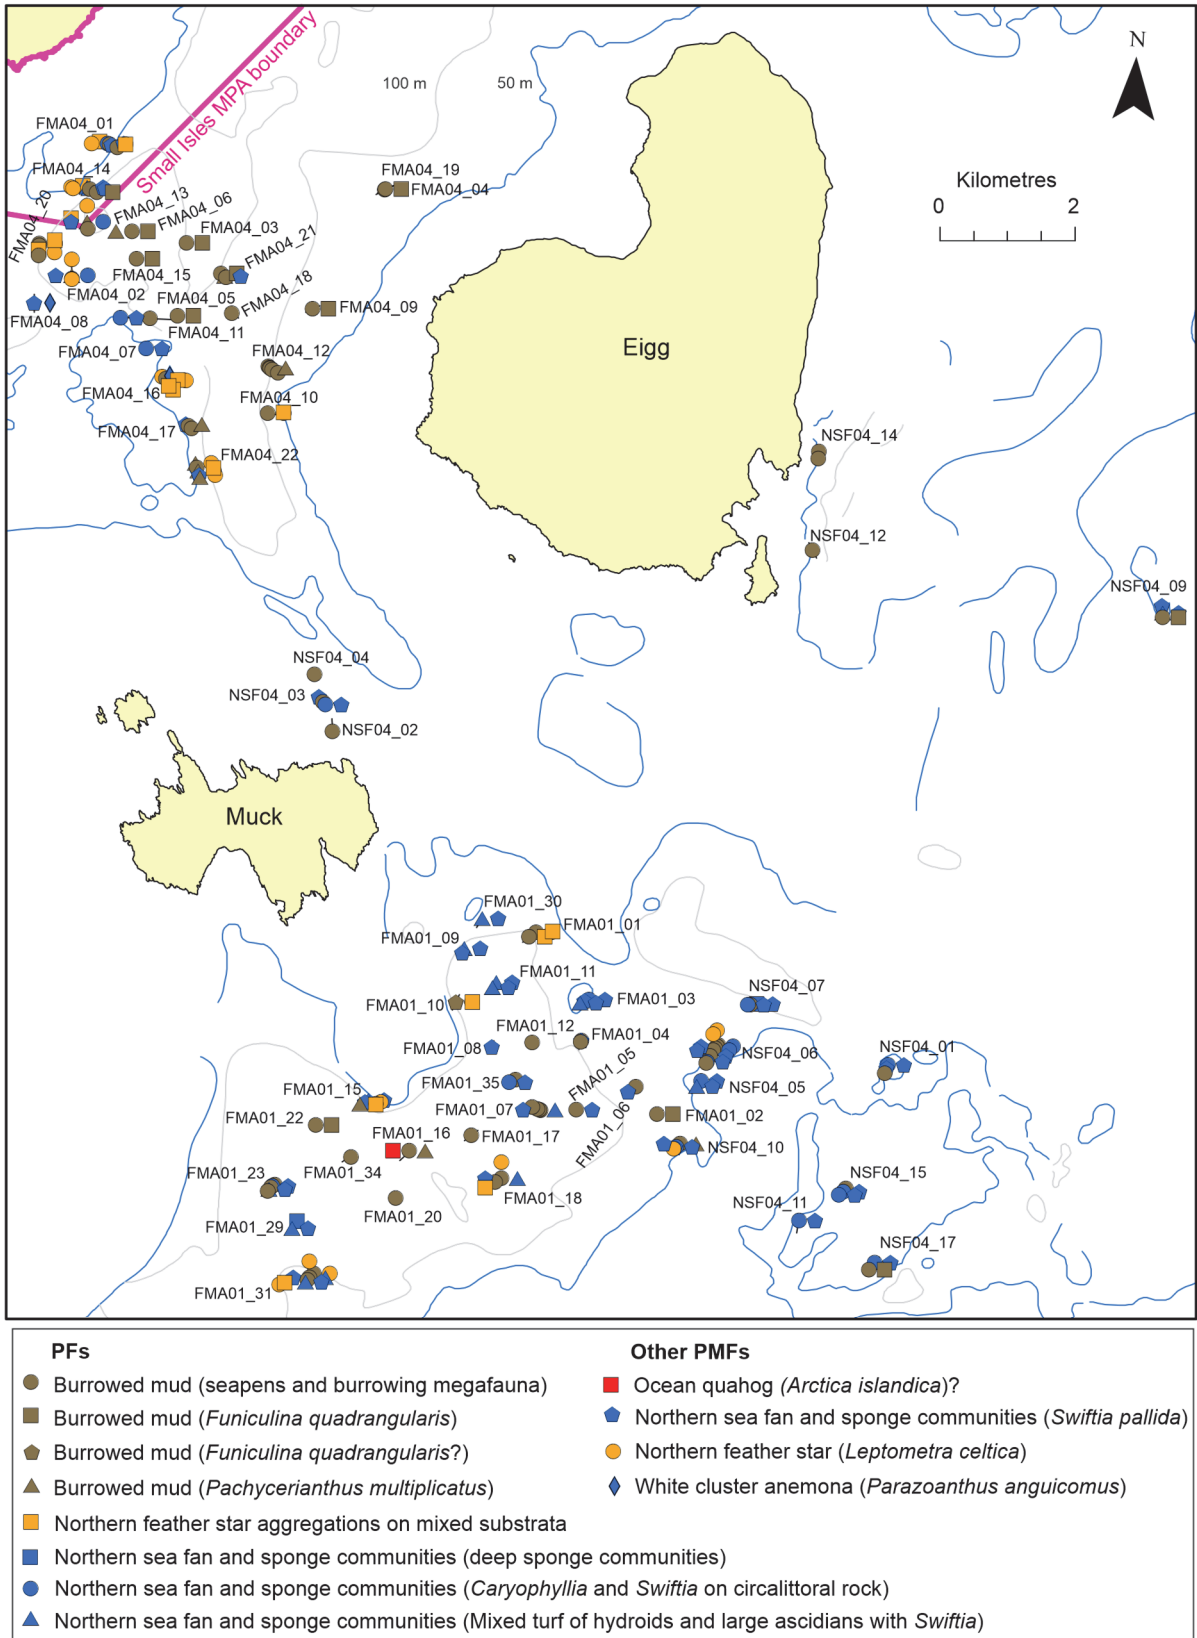 Small Isles MPA boundary
100 m
50 m
N
Kilometres
0 2
FMA04_01
FMA04_14
FMA04_20
FMA04_13
FMA04_06
FMA04_03
FMA04_21
FMA04_19
FMA04_04
FMA04_15
FMA04_02
FMA04_05
FMA04_18
FMA04_09
FMA04_08
FMA04_11
FMA04_07
FMA04_12
FMA04_16
FMA04_10
FMA04_17
FMA04_22
Eigg
NSF04_14
NSF04_12
NSF04_09
NSF04_04
NSF04_03
NSF04_02
Muck
FMA01_30
FMA01_01
FMA01_09
FMA01_11
FMA01_10
FMA01_03
NSF04_07
FMA01_12
FMA01_04
FMA01_08
FMA01_05
NSF04_06
NSF04_01
FMA01_35
NSF04_05
FMA01_15
FMA01_07
FMA01_06
FMA01_02
FMA01_22
FMA01_16
FMA01_17
NSF04_10
FMA01_34
FMA01_23
FMA01_18
NSF04_15
FMA01_20
NSF04_11
FMA01_29
NSF04_17
FMA01_31
PFs
Burrowed mud (seapens and burrowing megafauna)
Burrowed mud (Funiculina quadrangularis)
Burrowed mud (Funiculina quadrangularis?)
Burrowed mud (Pachycerianthus multiplicatus)
Northern feather star aggregations on mixed substrata
Northern sea fan and sponge communities (deep sponge communities)
Northern sea fan and sponge communities (Caryophyllia and Swiftia on circalittoral rock)
Northern sea fan and sponge communities (Mixed turf of hydroids and large ascidians with Swiftia)
Other PMFs
Ocean quahog (Arctica islandica)?
Northern sea fan and sponge communities (Swiftia pallida)
Northern feather star (Leptometra celtica)
White cluster anemona (Parazoanthus anguicomus)